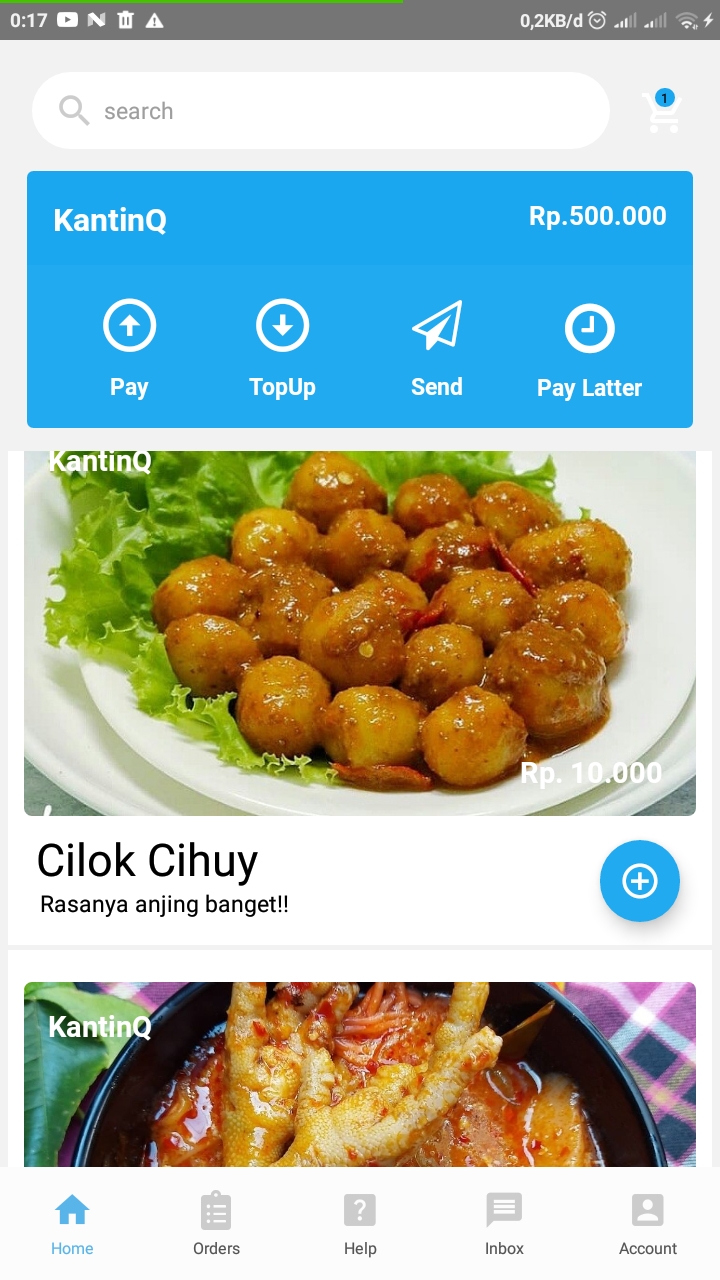 0:17
0,2KB/d
search
1
KantinQ
Rp.500.000
Pay
TopUp
Send
Pay Latter
KantinQ
Rp. 10.000
Cilok Cihuy
Rasanya anjing banget!!
KantinQ
Home
Orders
Help
Inbox
Account